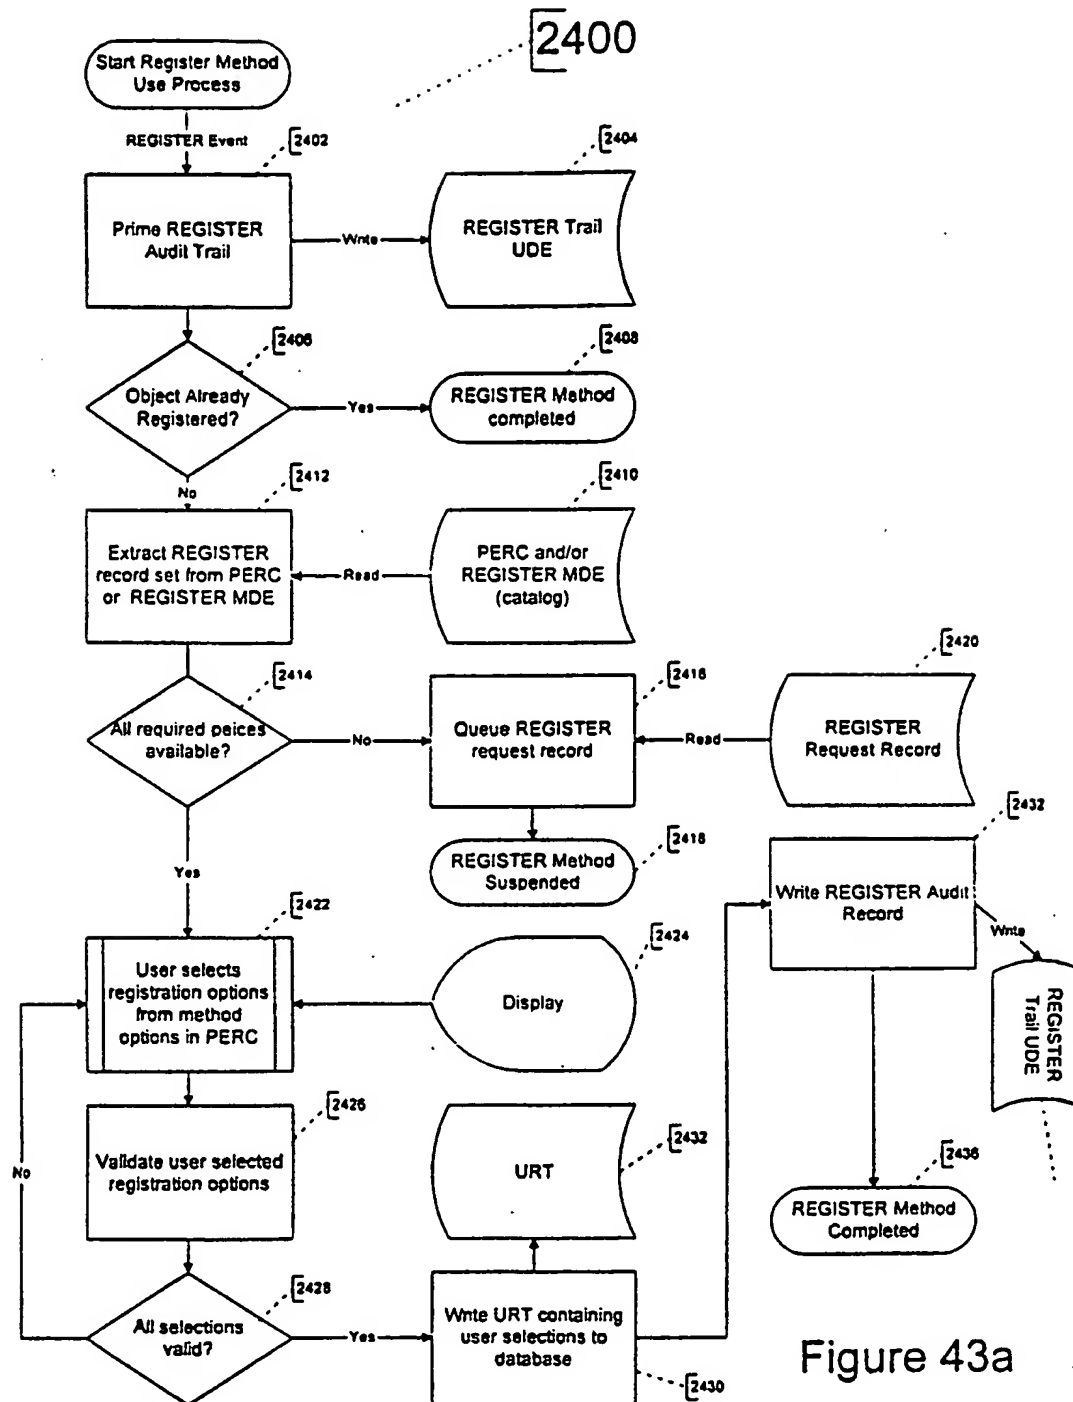 2400
Start Register Method
Use Process
REGISTER Event
2402
2404
Prime REGISTER
Audit Trail
Write
REGISTER Trail
UDE
2406
2408
Object Already
Registered?
Yes
REGISTER Method
completed
No
2412
2410
Extract REGISTER
record set from PERC
or REGISTER MDE
Read
PERC and/or
REGISTER MDE
(catalog)
2414
2416
2420
All required peices
available?
No
Queue REGISTER
request record
Read
REGISTER
Request Record
2418
REGISTER Method
Suspended
2432
Write REGISTER Audit
Record
Write
REGISTER
Trail UDE
Yes
2422
2424
User selects
registration options
from method
options in PERC
Display
2426
2432
Validate user selected
registration options
URT
No
2436
REGISTER Method
Completed
2428
All selections
valid?
Yes
Write URT containing
user selections to
database
2430
Figure 43a